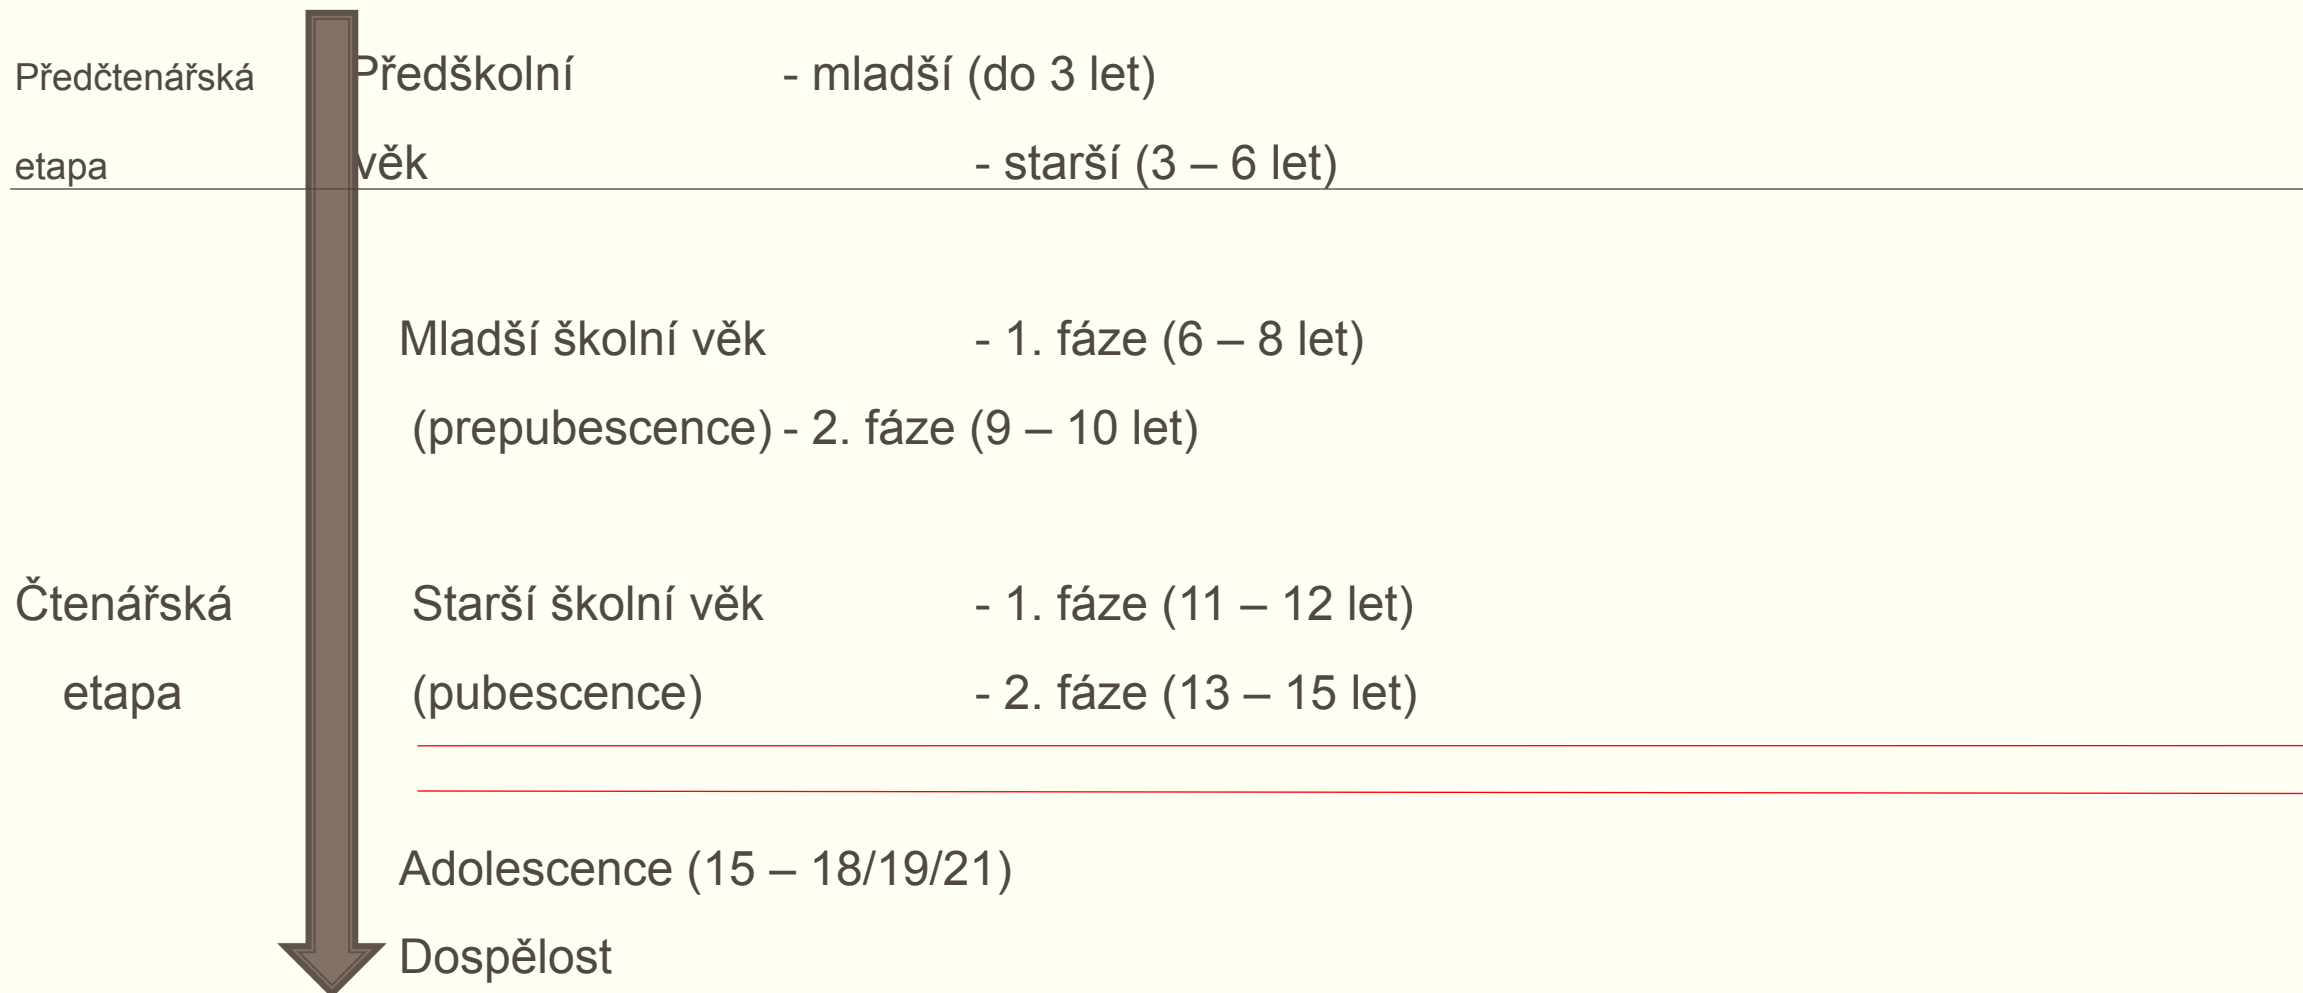 Předčtenářská Předškolní - mladší (do 3 let)
etapa věk - starší (3 – 6 let)
Mladší školní věk - 1. fáze (6 – 8 let)
(prepubescence) - 2. fáze (9 – 10 let)
Čtenářská Starší školní věk - 1. fáze (11 – 12 let)
etapa (pubescence) - 2. fáze (13 – 15 let)
Adolescence (15 – 18/19/21)
Dospělost